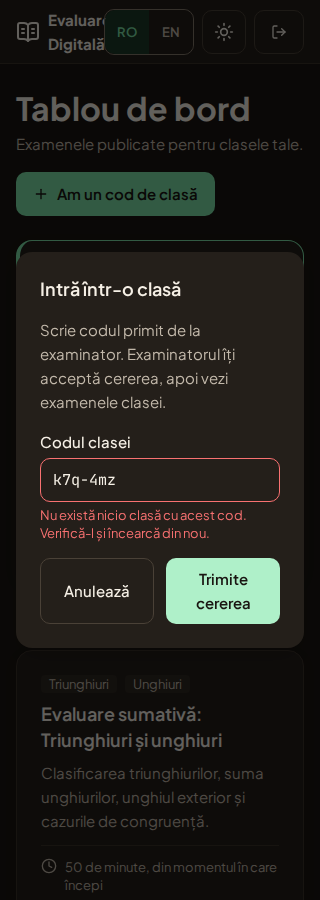 Evaluare
Digitală
RO
EN
Tablou de bord
Examenele publicate pentru clasele tale.
+ Am un cod de clasă
Intră într-o clasă
Scrie codul primit de la
examinator. Examinatorul îți
acceptă cererea, apoi vezi
examenele clasei.
Codul clasei
k7q-4mz
Nu există nicio clasă cu acest cod.
Verifică-l și încearcă din nou.
Anulează
Trimite
cererea
Triunghiuri
Unghiuri
Evaluare sumativă:
Triunghiuri și unghiuri
Clasificarea triunghiurilor, suma
unghiurilor, unghiul exterior și
cazurile de congruență.
50 de minute, din momentul în care
începi